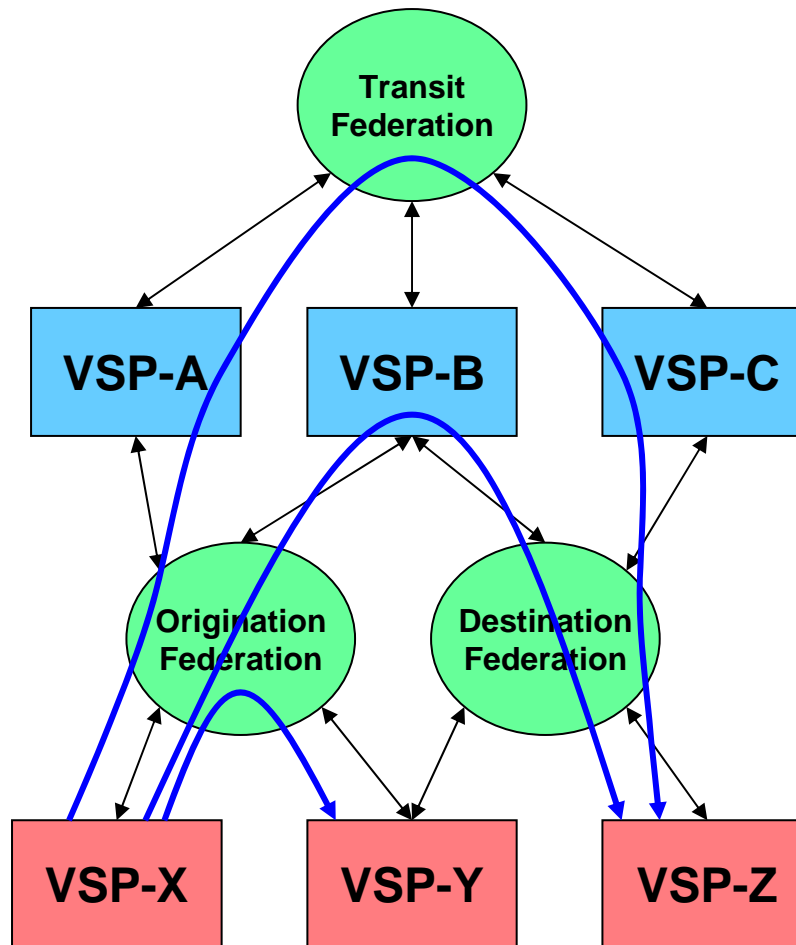 Transit
Federation
VSP-A
VSP-B
VSP-C
Origination
Federation
Destination
Federation
VSP-X
VSP-Y
VSP-Z